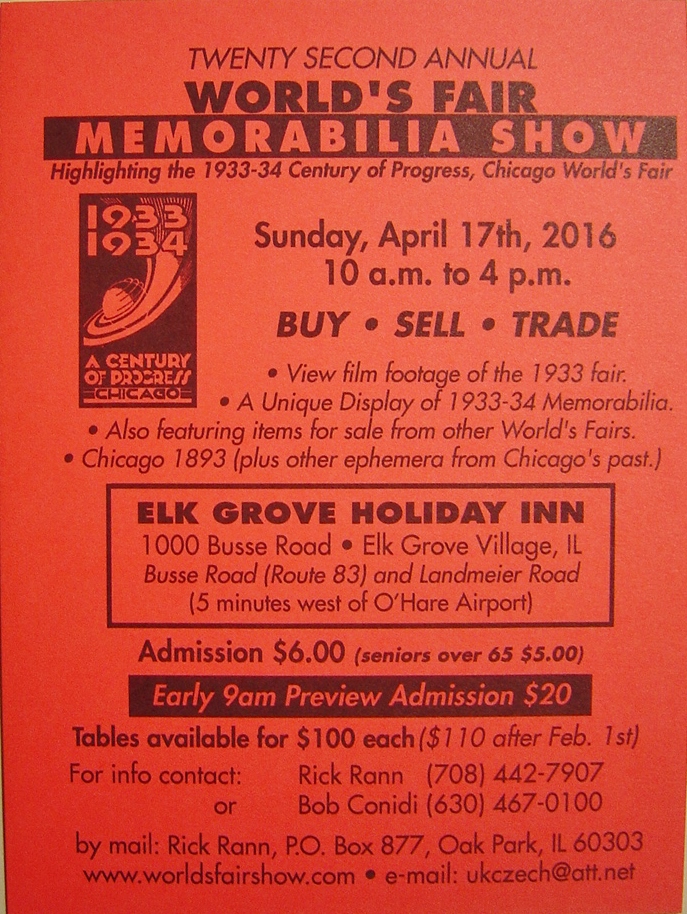 TWENTY SECOND ANNUAL
WORLD'S FAIR
MEMORABILIA SHOW
Highlighting the 1933-34 Century of Progress, Chicago World's Fair
1933
1934
A CENTURY
OF PROGRESS
CHICAGO
Sunday, April 17th, 2016
10 a.m. to 4 p.m.
BUY • SELL • TRADE
• View film footage of the 1933 fair.
• A Unique Display of 1933-34 Memorabilia.
• Also featuring items for sale from other World's Fairs.
• Chicago 1893 (plus other ephemera from Chicago's past.)
ELK GROVE HOLIDAY INN
1000 Busse Road • Elk Grove Village, IL
Busse Road (Route 83) and Landmeier Road
(5 minutes west of O'Hare Airport)
Admission $6.00 (seniors over 65 $5.00)
Early 9am Preview Admission $20
Tables available for $100 each ($110 after Feb. 1st)
For info contact: Rick Rann (708) 442-7907
or Bob Conidi (630) 467-0100
by mail: Rick Rann, P.O. Box 877, Oak Park, IL 60303
www.worldsfairshow.com • e-mail: ukczech@att.net